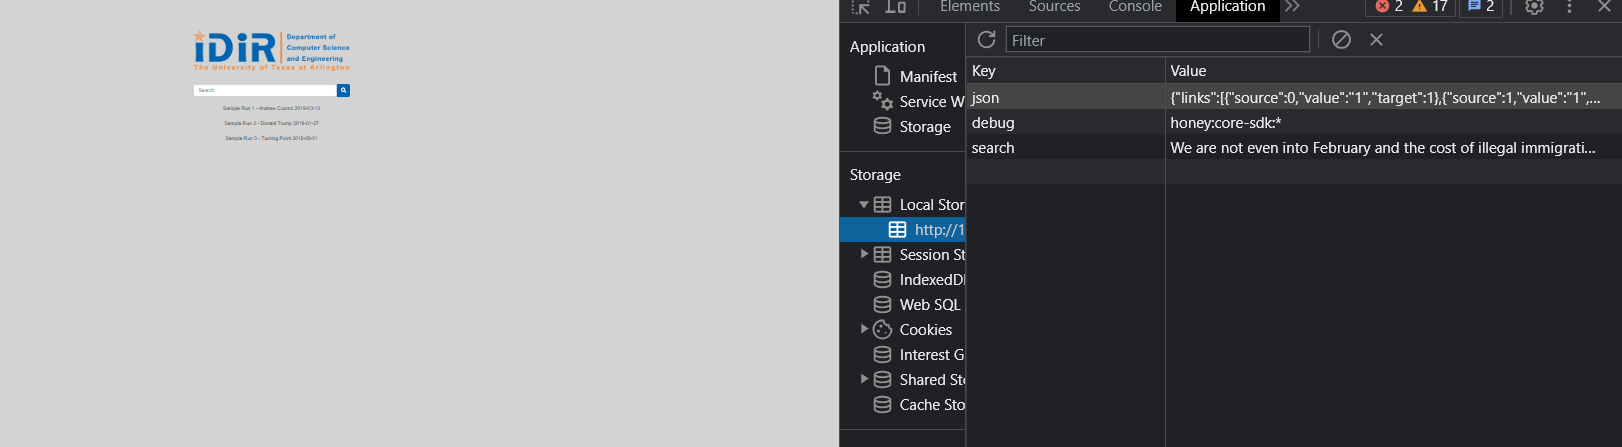 iDiR
Department of
Computer Science
and Engineering
The University of Texas at Arlington
Search
Sample Run 1 - Andrew Cuomo 2019-03-12
Sample Run 2 - Donald Trump 2019-01-27
Sample Run 3 - Turning Point 2018-08-01
Elements
Sources
Console
Application
2
17
2
Application
Manifest
Service W
Storage
Storage
Local Stor
http://1
Session St
IndexedD
Web SQL
Cookies
Interest G
Shared Sto
Cache Sto
Filter
Key Value
json {"links":[{"source":0,"value":"1","target":1},{"source":1,"value":"1",...
debug honey:core-sdk:*
search We are not even into February and the cost of illegal immigrati...